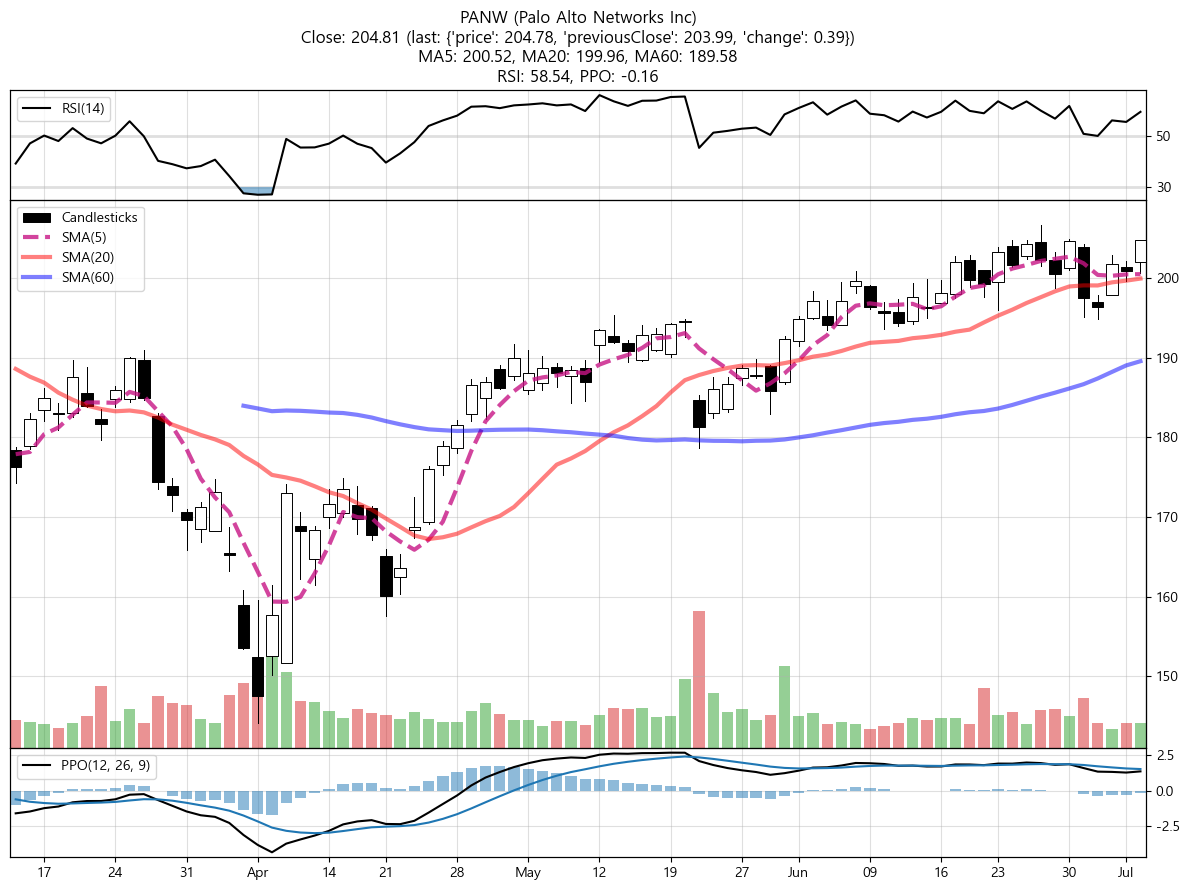 PANW (Palo Alto Networks Inc)
Close: 204.81 (last: {'price': 204.78, 'previousClose': 203.99, 'change': 0.39})
MA5: 200.52, MA20: 199.96, MA60: 189.58
RSI: 58.54, PPO: -0.16
RSI(14)
50
30
Candlesticks
SMA(5)
SMA(20)
SMA(60)
200
190
180
170
160
150
PPO(12, 26, 9)
2.5
0.0
-2.5
17 24 31 Apr 14 21 28 May 12 19 27 Jun 09 16 23 30 Jul